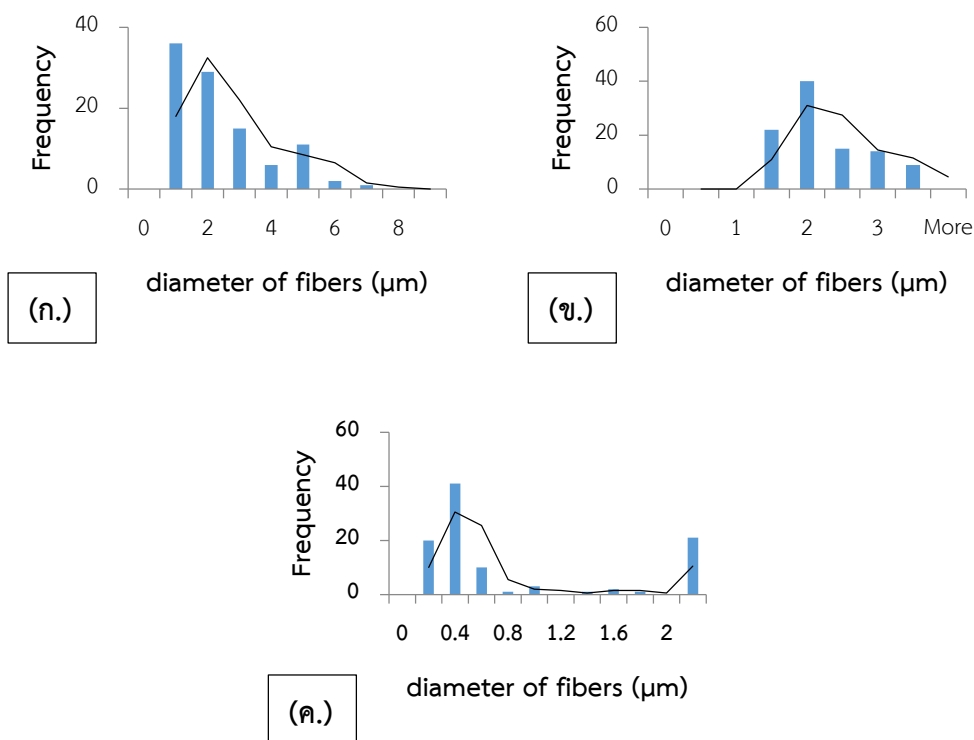 40
20
0
Frequency
0 2 4 6 8
diameter of fibers (µm)
(ก.)
60
40
20
0
Frequency
0 1 2 3 More
diameter of fibers (µm)
(ข.)
60
40
20
0
Frequency
0 0.4 0.8 1.2 1.6 2
diameter of fibers (µm)
(ค.)